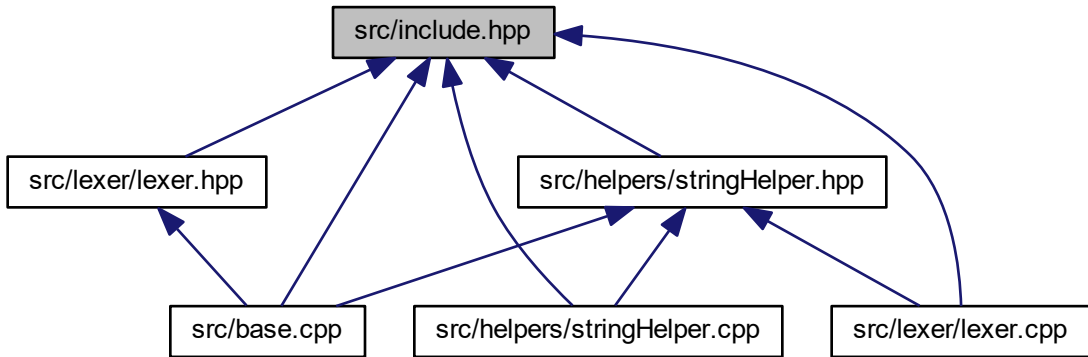 src/include.hpp
src/lexer/lexer.hpp
src/helpers/stringHelper.hpp
src/base.cpp
src/helpers/stringHelper.cpp
src/lexer/lexer.cpp